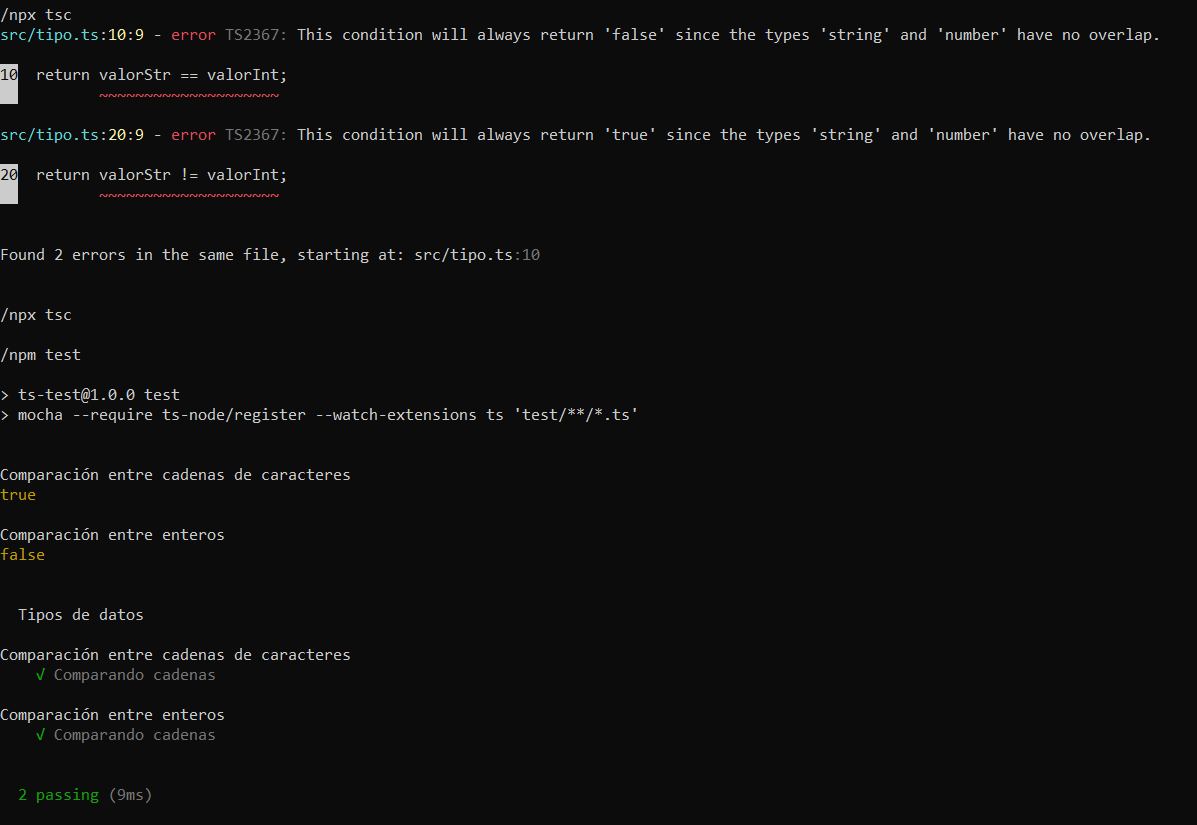 /npx tsc
src/tipo.ts:10:9 - error TS2367: This condition will always return 'false' since the types 'string' and 'number' have no overlap.
10  return valorStr == valorInt;
~~~~~~~~~~~~~~~~~~~~
src/tipo.ts:20:9 - error TS2367: This condition will always return 'true' since the types 'string' and 'number' have no overlap.
20  return valorStr != valorInt;
~~~~~~~~~~~~~~~~~~~~
Found 2 errors in the same file, starting at: src/tipo.ts:10
/npx tsc
/npm test
> ts-test@1.0.0 test
> mocha --require ts-node/register --watch-extensions ts 'test/**/*.ts'
Comparación entre cadenas de caracteres
true
Comparación entre enteros
false
Tipos de datos
Comparación entre cadenas de caracteres
√ Comparando cadenas
Comparación entre enteros
√ Comparando cadenas
2 passing (9ms)